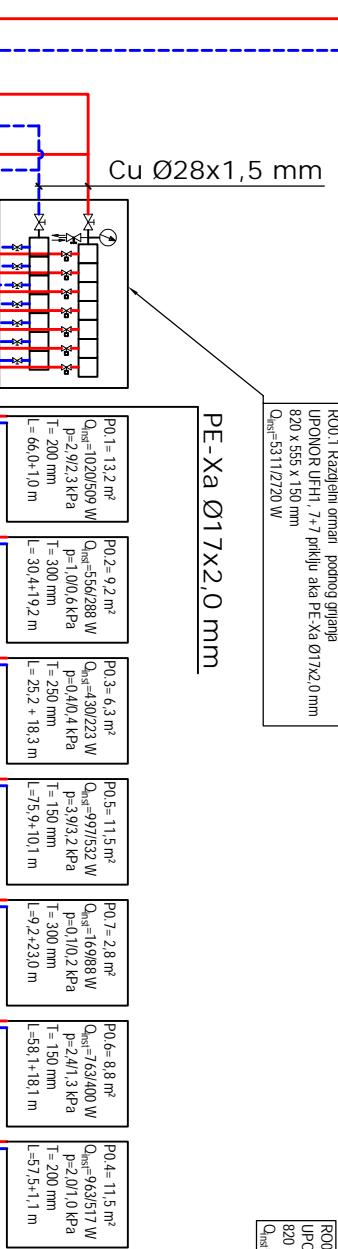 Cu Ø28x1,5 mm
RO0.1 Razdjelni ormari podnog grijanja
UPONOR UFH1, 7+7 priklju aka PE-Xa Ø17x2,0 mm
820 x 555 x 150 mm
Qinst=5311/2720 W
PE-Xa Ø17x2,0 mm
P0.1= 13,2 m²
Qinst=1020/509 W
p=2,9/2,3 kPa
T= 200 mm
L= 66,0+1,0 m
P0.2= 9,2 m²
Qinst=556/288 W
p=1,0/0,6 kPa
T= 300 mm
L= 30,4+19,2 m
P0.3= 6,3 m²
Qinst=430/223 W
p=0,4/0,4 kPa
T= 250 mm
L= 25,2 + 18,3 m
P0.5= 11,5 m²
Qinst=997/532 W
p=3,9/3,2 kPa
T= 150 mm
L=75,9+10,1 m
P0.7= 2,8 m²
Qinst=169/88 W
p=0,1/0,2 kPa
T= 300 mm
L=9,2+23,0 m
P0.6= 8,8 m²
Qinst=763/400 W
p=2,4/1,3 kPa
T= 150 mm
L=58,1+18,1 m
P0.4= 11,5 m²
Qinst=963/517 W
p=2,0/1,0 kPa
T= 200 mm
L=57,5+1,1 m
RO0
UPO
820
Qinst